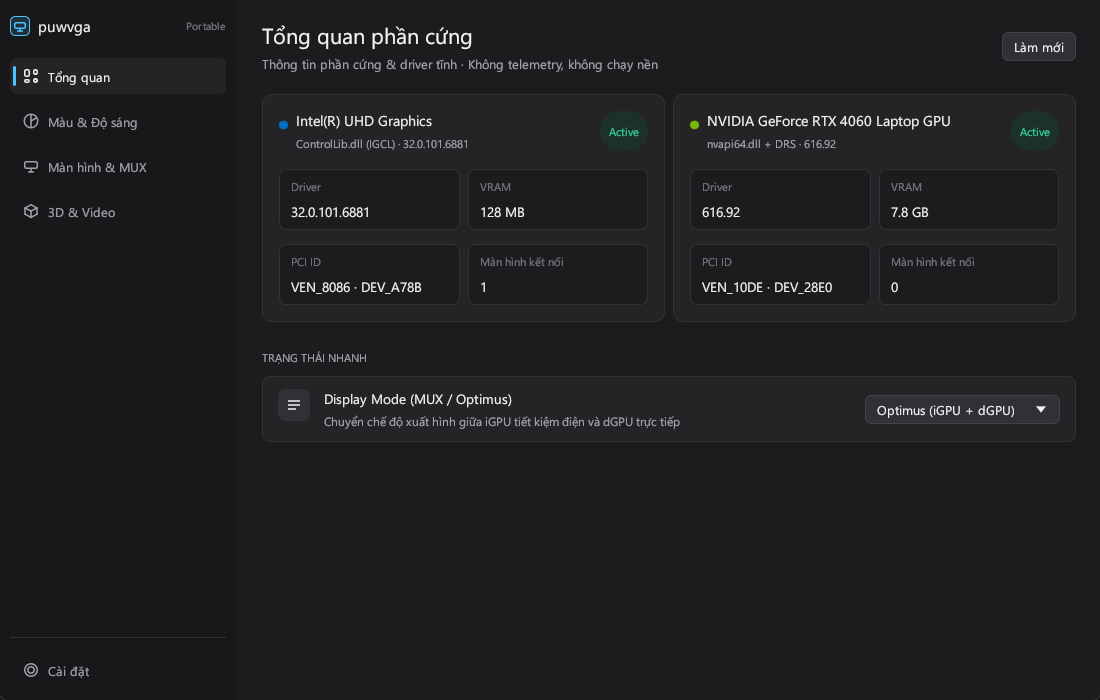 puwvga
Portable
Tổng quan
Màu & Độ sáng
Màn hình & MUX
3D & Video
Cài đặt
Tổng quan phần cứng
Thông tin phần cứng & driver tĩnh · Không telemetry, không chạy nền
Làm mới
Intel(R) UHD Graphics
ControlLib.dll (IGCL) · 32.0.101.6881
Active
Driver
32.0.101.6881
VRAM
128 MB
PCI ID
VEN_8086 · DEV_A78B
Màn hình kết nối
1
NVIDIA GeForce RTX 4060 Laptop GPU
nvapi64.dll + DRS · 616.92
Active
Driver
616.92
VRAM
7.8 GB
PCI ID
VEN_10DE · DEV_28E0
Màn hình kết nối
0
TRẠNG THÁI NHANH
Display Mode (MUX / Optimus)
Chuyển chế độ xuất hình giữa iGPU tiết kiệm điện và dGPU trực tiếp
Optimus (iGPU + dGPU)